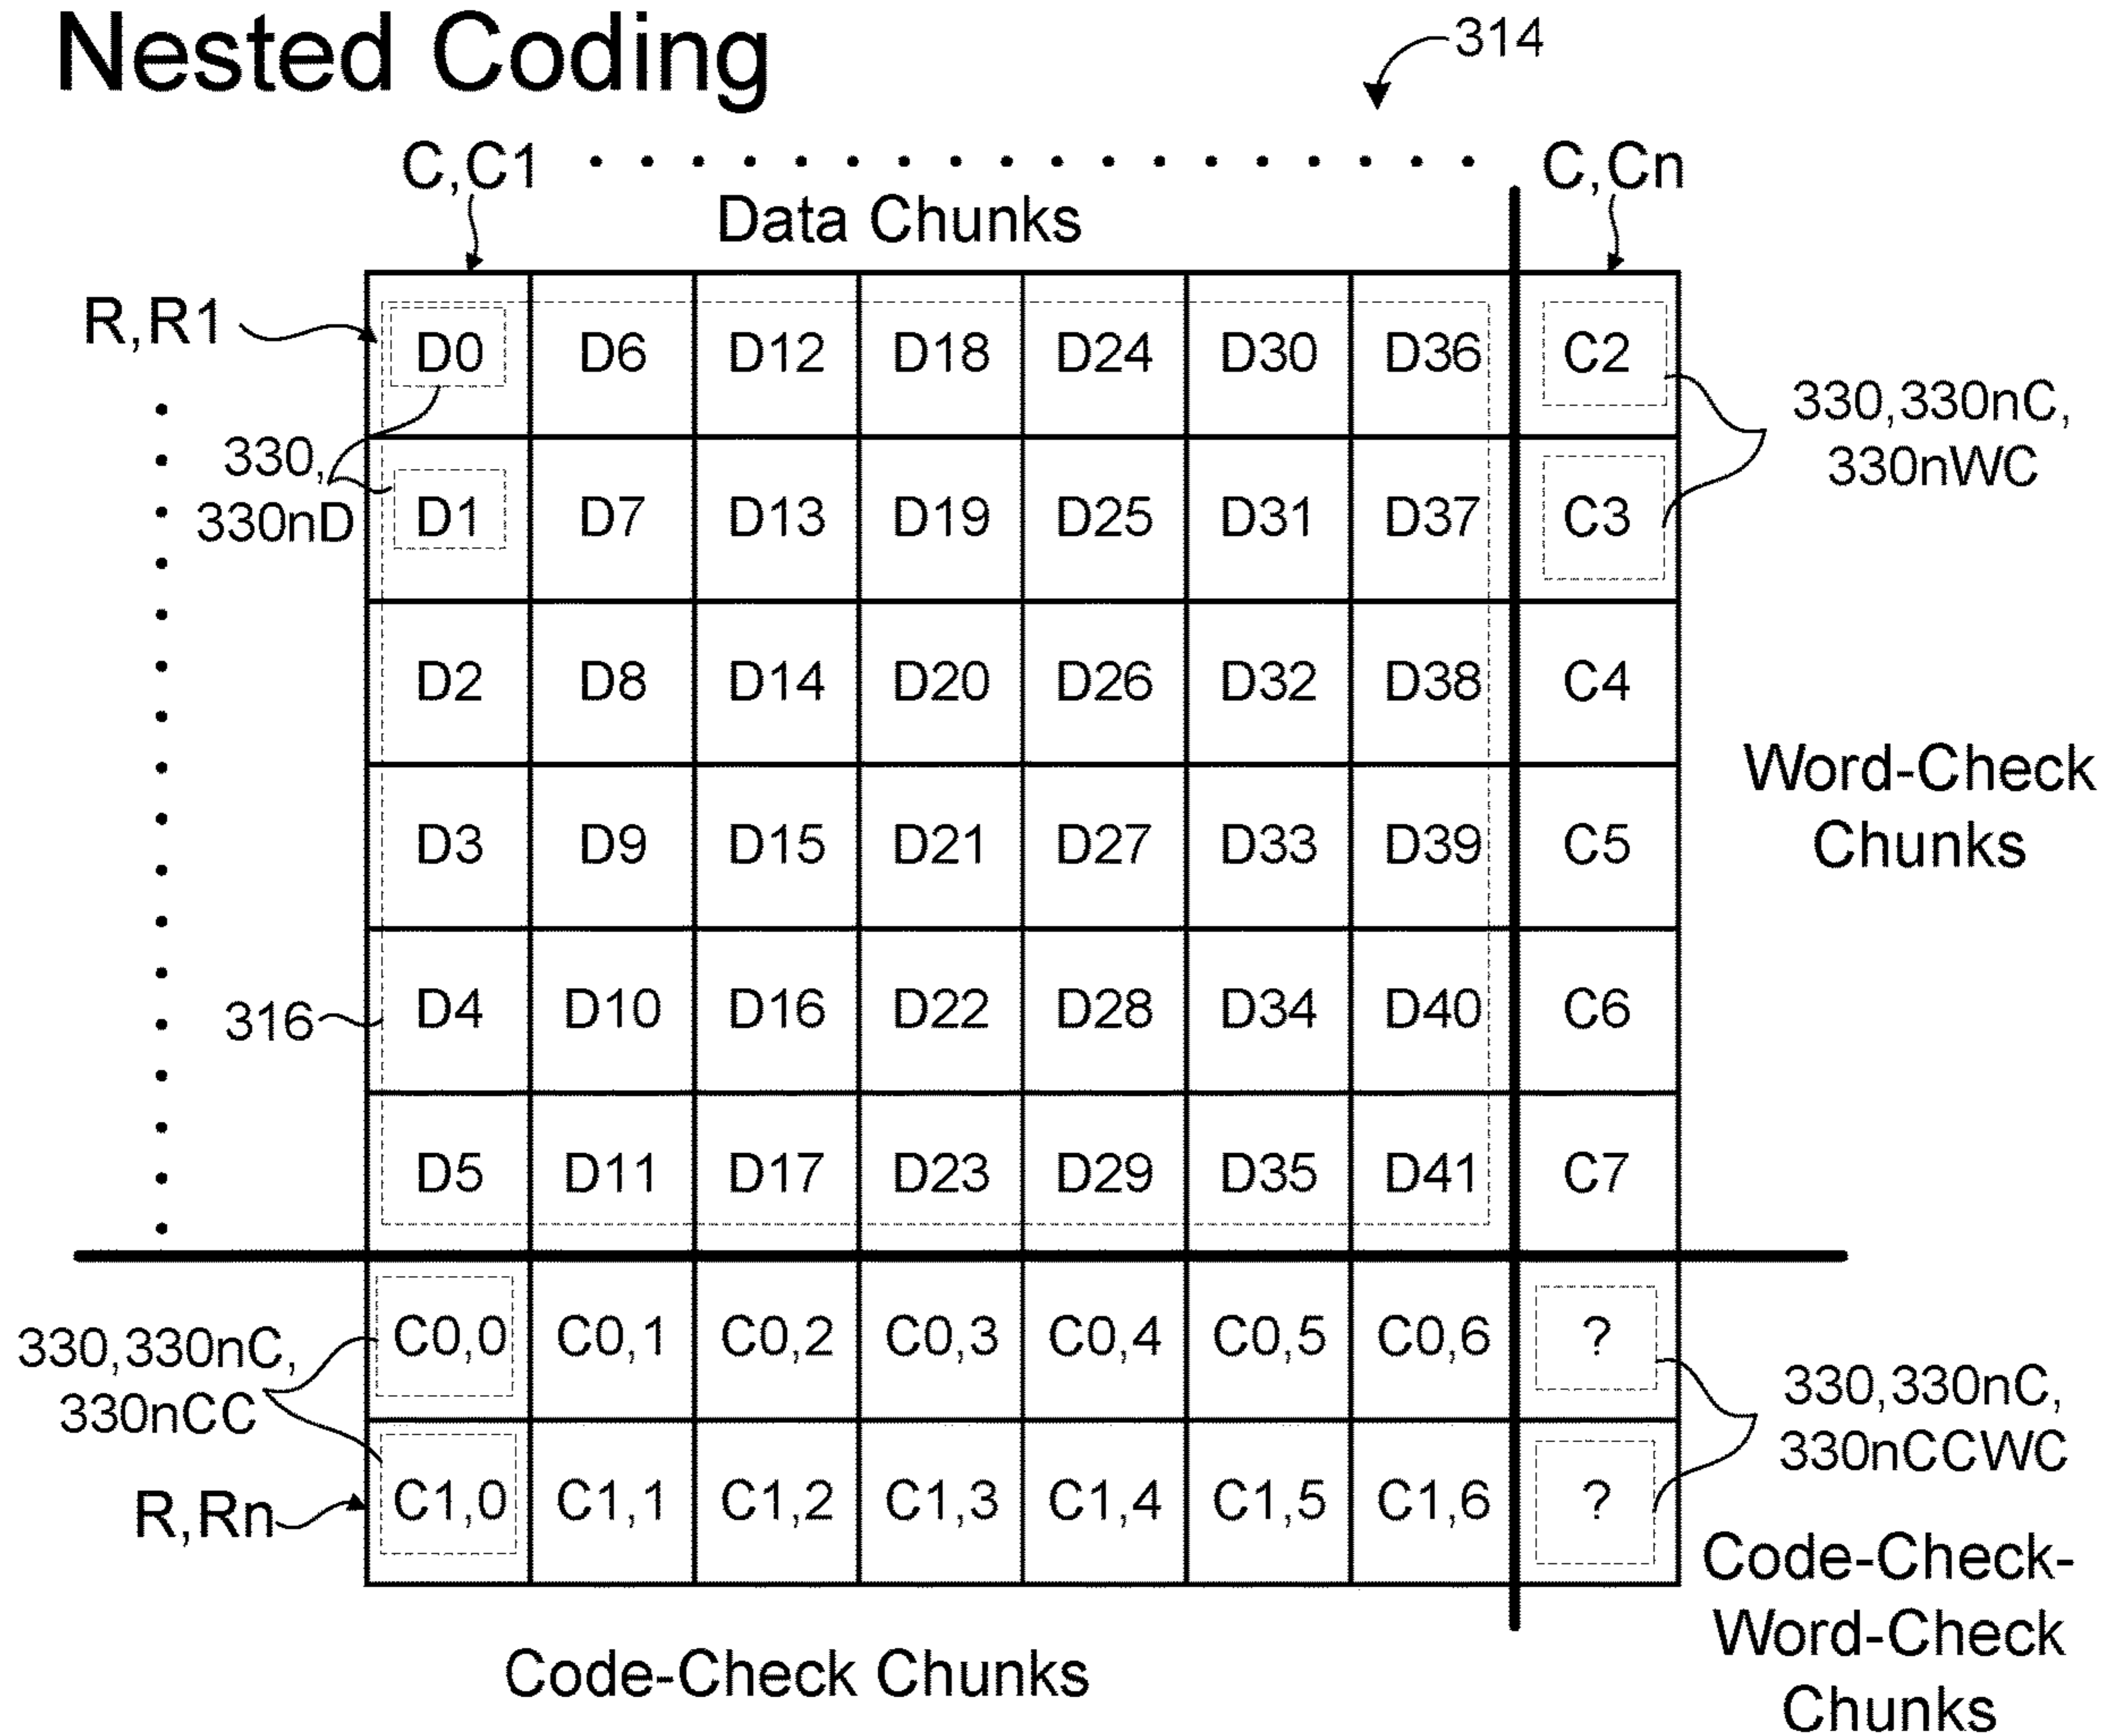 Nested Coding
314
C,C1
C,Cn
Data Chunks
R,R1
D0 D6 D12 D18 D24 D30 D36 C2
330,330nC,
330nWC
330,
330nD
D1 D7 D13 D19 D25 D31 D37 C3
D2 D8 D14 D20 D26 D32 D38 C4
Word-Check
Chunks
D3 D9 D15 D21 D27 D33 D39 C5
316
D4 D10 D16 D22 D28 D34 D40 C6
D5 D11 D17 D23 D29 D35 D41 C7
C0,0 C0,1 C0,2 C0,3 C0,4 C0,5 C0,6 ?
330,330nC,
330nCC
330,330nC,
330nCCWC
R,Rn
C1,0 C1,1 C1,2 C1,3 C1,4 C1,5 C1,6 ?
Code-Check-
Word-Check
Chunks
Code-Check Chunks